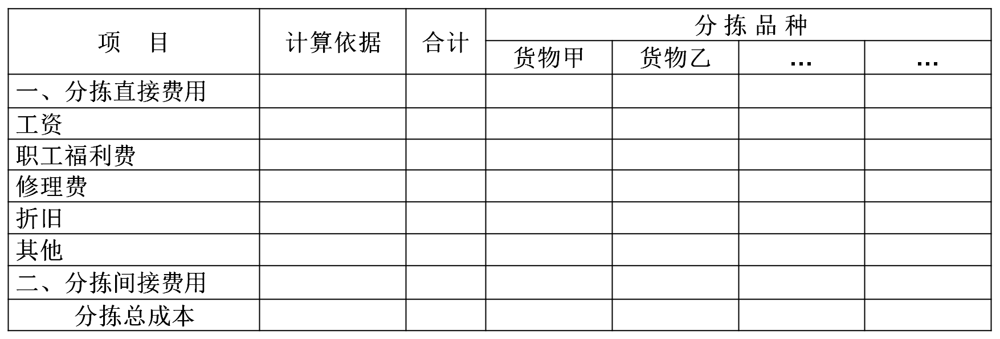 项 目 计算依据 合计 分拣品种
货物甲 货物乙 … …
一、分拣直接费用
工资
职工福利费
修理费
折旧
其他
二、分拣间接费用
分拣总成本